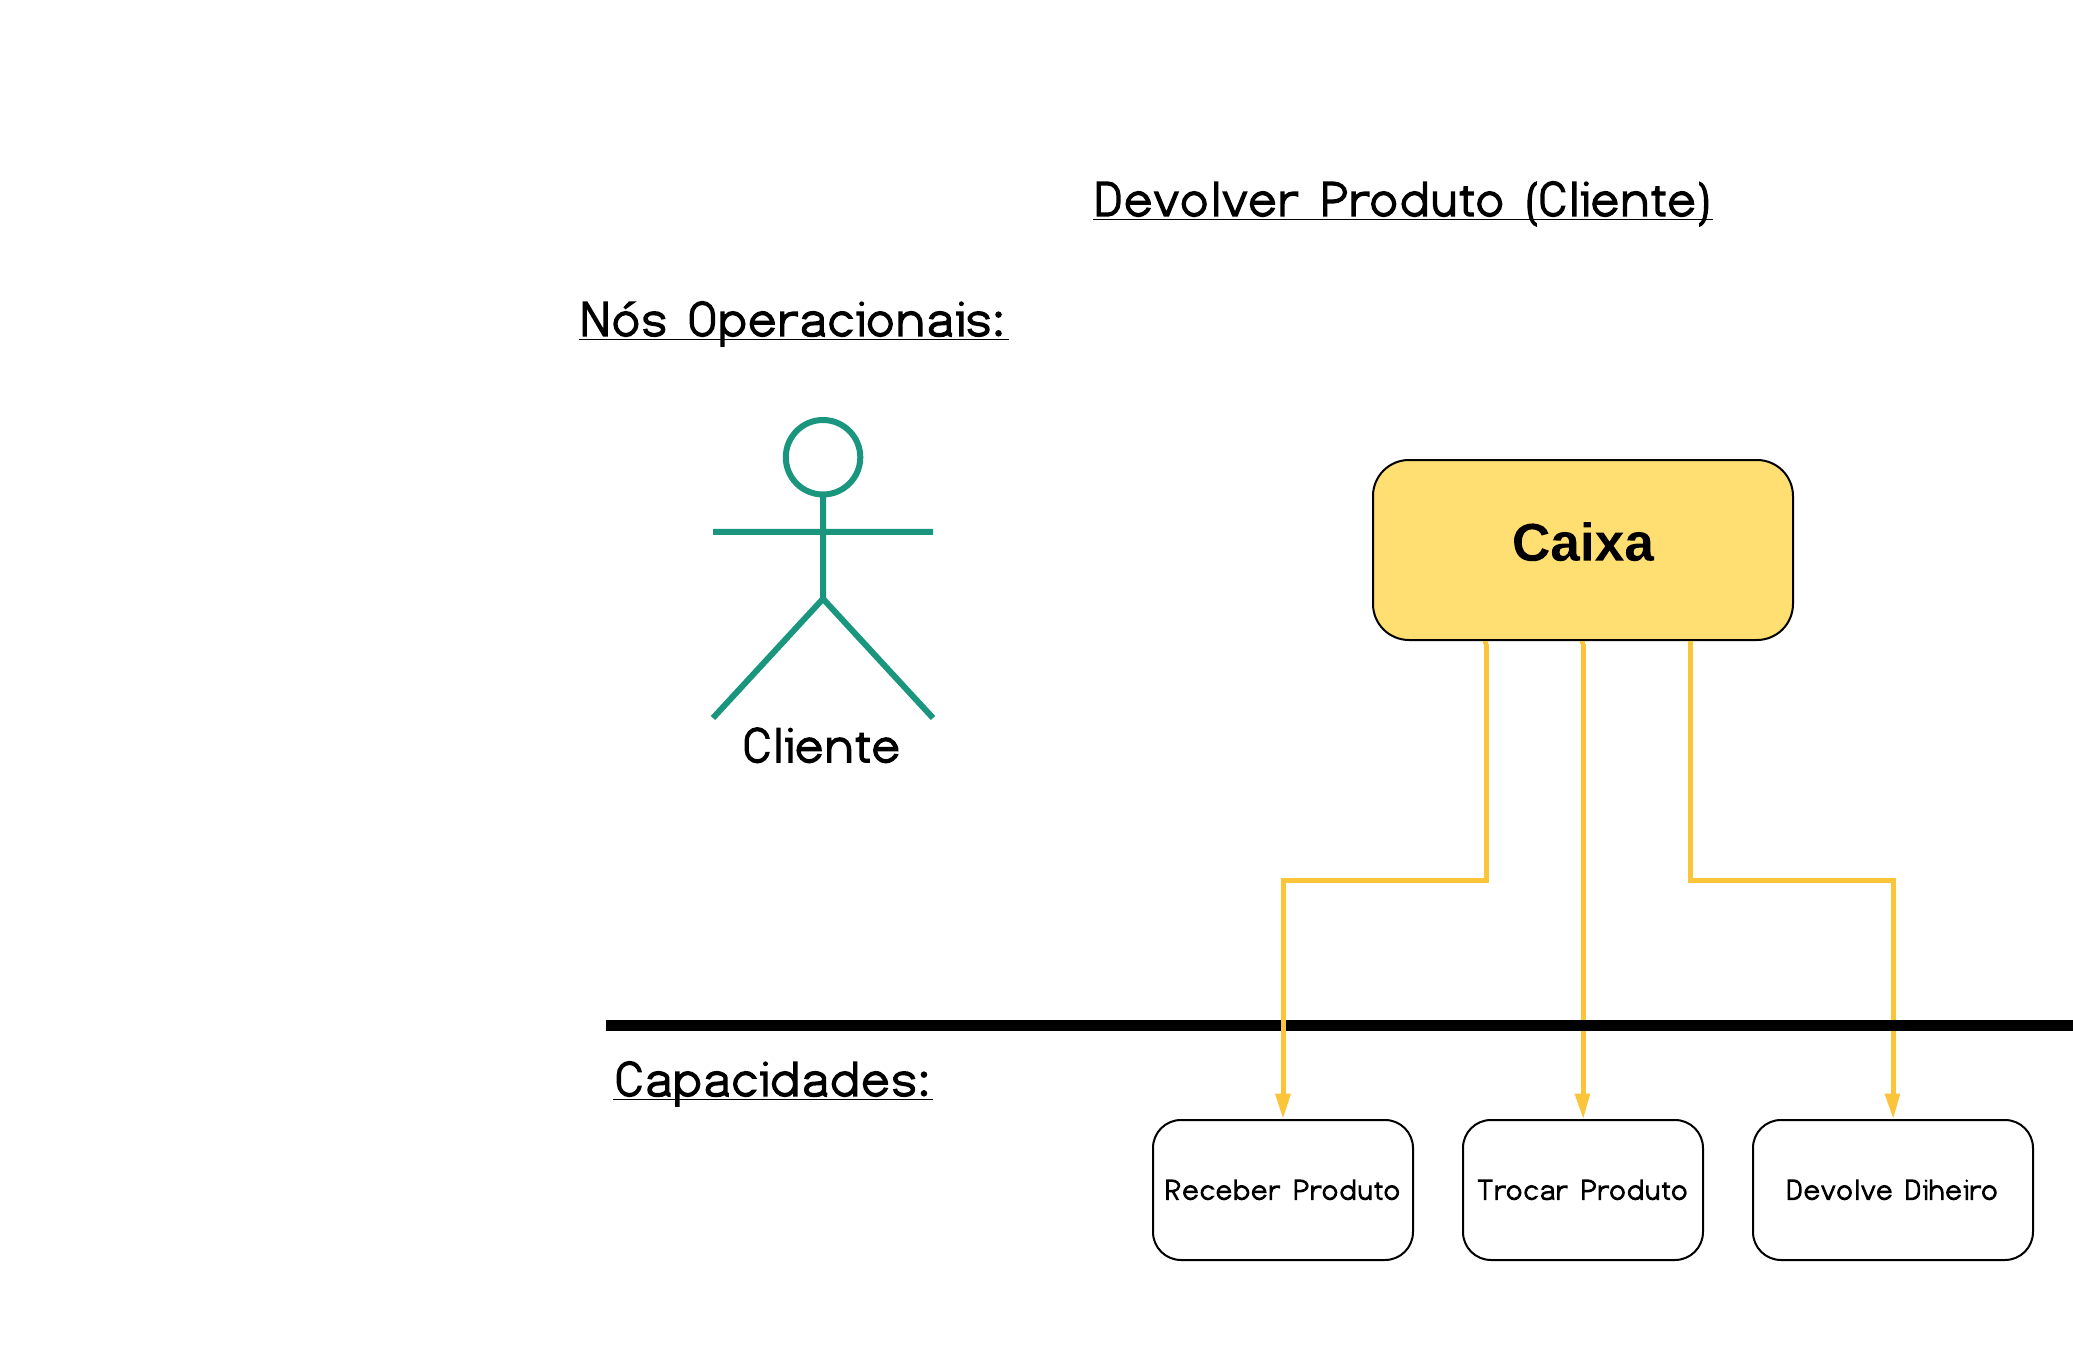 Devolver Produto (Cliente)
Nós Operacionais:
Caixa
Cliente
Capacidades:
Receber Produto
Trocar Produto
Devolve Diheiro